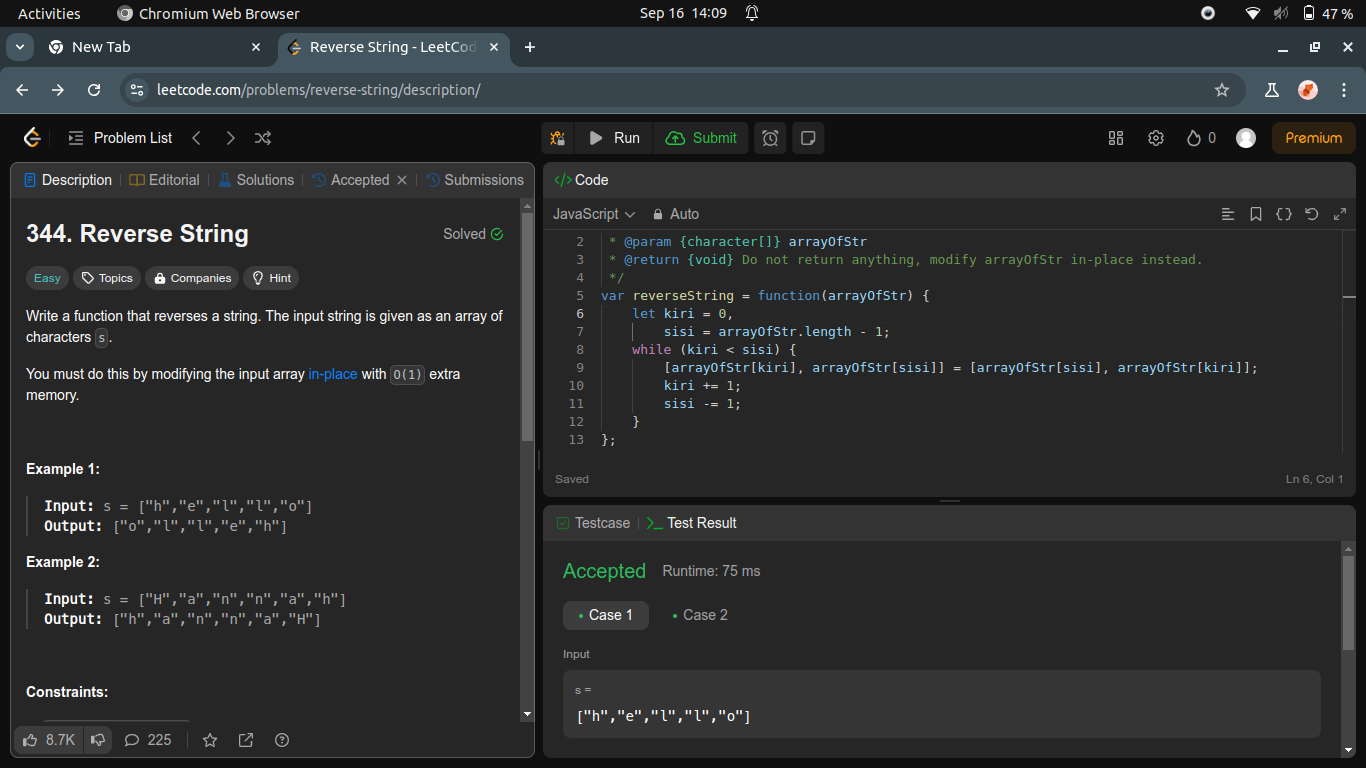 Activities Chromium Web Browser Sep 16 14:09 47 %
New Tab Reverse String - LeetCod
leetcode.com/problems/reverse-string/description/
Problem List Run Submit 0 Premium
Description Editorial Solutions Accepted Submissions
344. Reverse String Solved
Easy Topics Companies Hint
Write a function that reverses a string. The input string is given as an array of
characters s.
You must do this by modifying the input array in-place with O(1) extra
memory.
Example 1:
Input: s = ["h","e","l","l","o"]
Output: ["o","l","l","e","h"]
Example 2:
Input: s = ["H","a","n","n","a","h"]
Output: ["h","a","n","n","a","H"]
Constraints:
8.7K 225
</> Code
JavaScript Auto
2 * @param {character[]} arrayOfStr
3 * @return {void} Do not return anything, modify arrayOfStr in-place instead.
4 */
5 var reverseString = function(arrayOfStr) {
6 let kiri = 0,
7 sisi = arrayOfStr.length - 1;
8 while (kiri < sisi) {
9 [arrayOfStr[kiri], arrayOfStr[sisi]] = [arrayOfStr[sisi], arrayOfStr[kiri]];
10 kiri += 1;
11 sisi -= 1;
12 }
13 };
Saved Ln 6, Col 1
Testcase Test Result
Accepted Runtime: 75 ms
Case 1 Case 2
Input
s =
["h","e","l","l","o"]